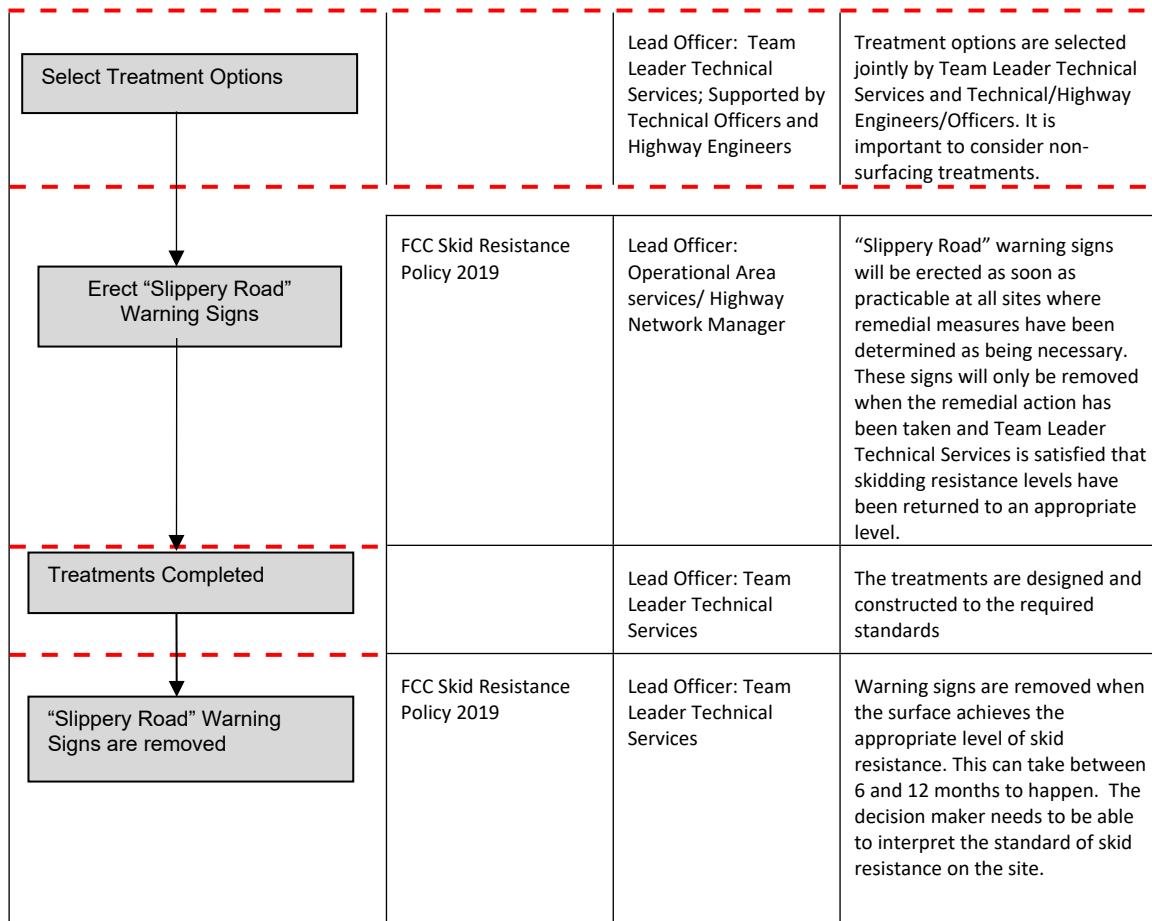 Select Treatment Options
Lead Officer: Team
Leader Technical
Services; Supported by
Technical Officers and
Highway Engineers
Treatment options are selected
jointly by Team Leader Technical
Services and Technical/Highway
Engineers/Officers. It is
important to consider non-
surfacing treatments.
Erect “Slippery Road”
Warning Signs
FCC Skid Resistance
Policy 2019
Lead Officer:
Operational Area
services/ Highway
Network Manager
“Slippery Road” warning signs
will be erected as soon as
practicable at all sites where
remedial measures have been
determined as being necessary.
These signs will only be removed
when the remedial action has
been taken and Team Leader
Technical Services is satisfied that
skidding resistance levels have
been returned to an appropriate
level.
Treatments Completed
Lead Officer: Team
Leader Technical
Services
The treatments are designed and
constructed to the required
standards
“Slippery Road” Warning
Signs are removed
FCC Skid Resistance
Policy 2019
Lead Officer: Team
Leader Technical
Services
Warning signs are removed when
the surface achieves the
appropriate level of skid
resistance. This can take between
6 and 12 months to happen. The
decision maker needs to be able
to interpret the standard of skid
resistance on the site.